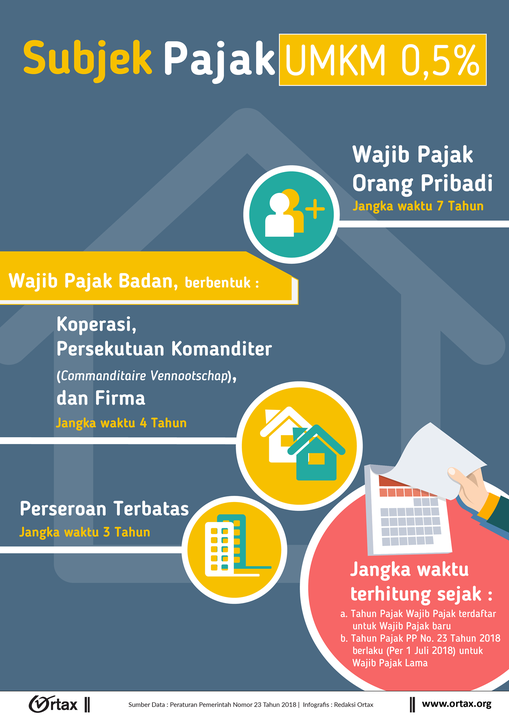 Subjek Pajak UMKM 0,5%
Wajib Pajak
Orang Pribadi
Jangka waktu 7 Tahun
Wajib Pajak Badan, berbentuk :
Koperasi,
Persekutuan Komanditer
(Commanditaire Vennootschap),
dan Firma
Jangka waktu 4 Tahun
Perseroan Terbatas
Jangka waktu 3 Tahun
Jangka waktu
terhitung sejak :
a. Tahun Pajak Wajib Pajak terdaftar
untuk Wajib Pajak baru
b. Tahun Pajak PP No. 23 Tahun 2018
berlaku (Per 1 Juli 2018) untuk
Wajib Pajak Lama
Ortax || Sumber Data : Peraturan Pemerintah Nomor 23 Tahun 2018 | Infografis : Redaksi Ortax || www.ortax.org